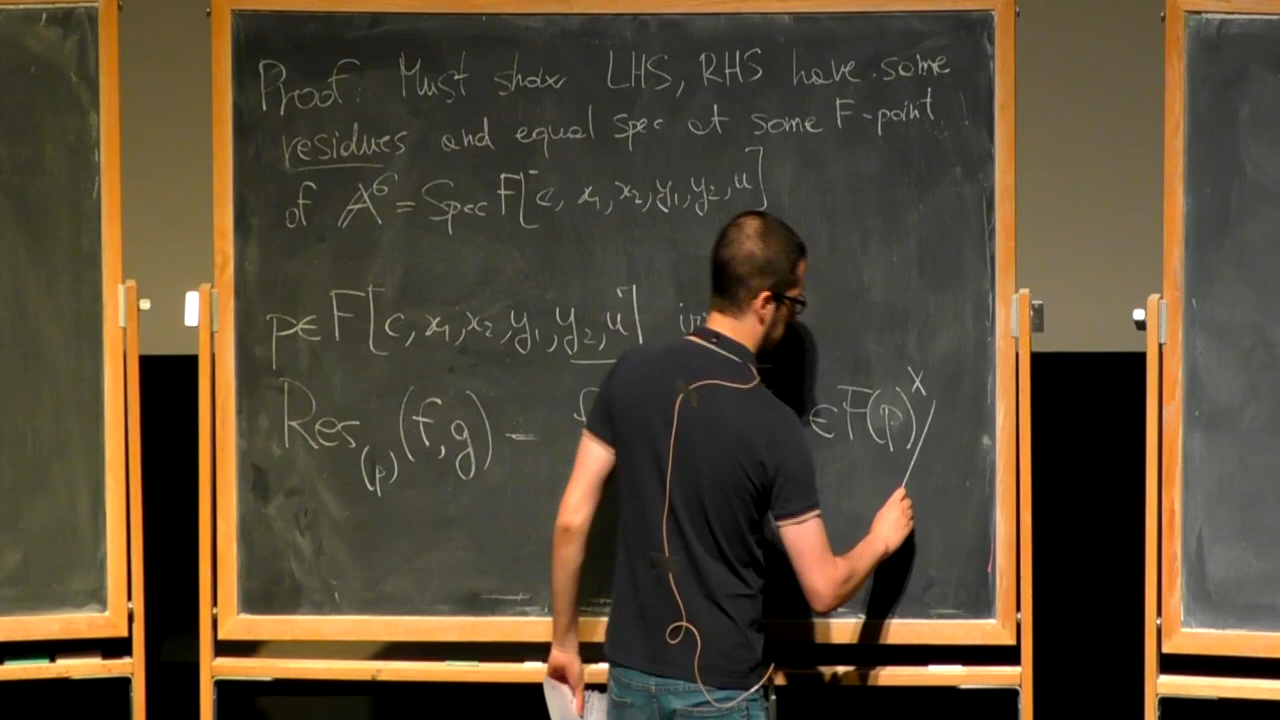 Proof: Must show LHS, RHS have some
residues and equal spec at some F-point
of 𝔸⁶ = Spec F[c, x₁, x₂, y₁, y₂, u]
p ∈ F[c, x₁, x₂, y₁, y₂, u]
Res₍ₚ₎ (f, g) = ∈ F(p)ˣ /